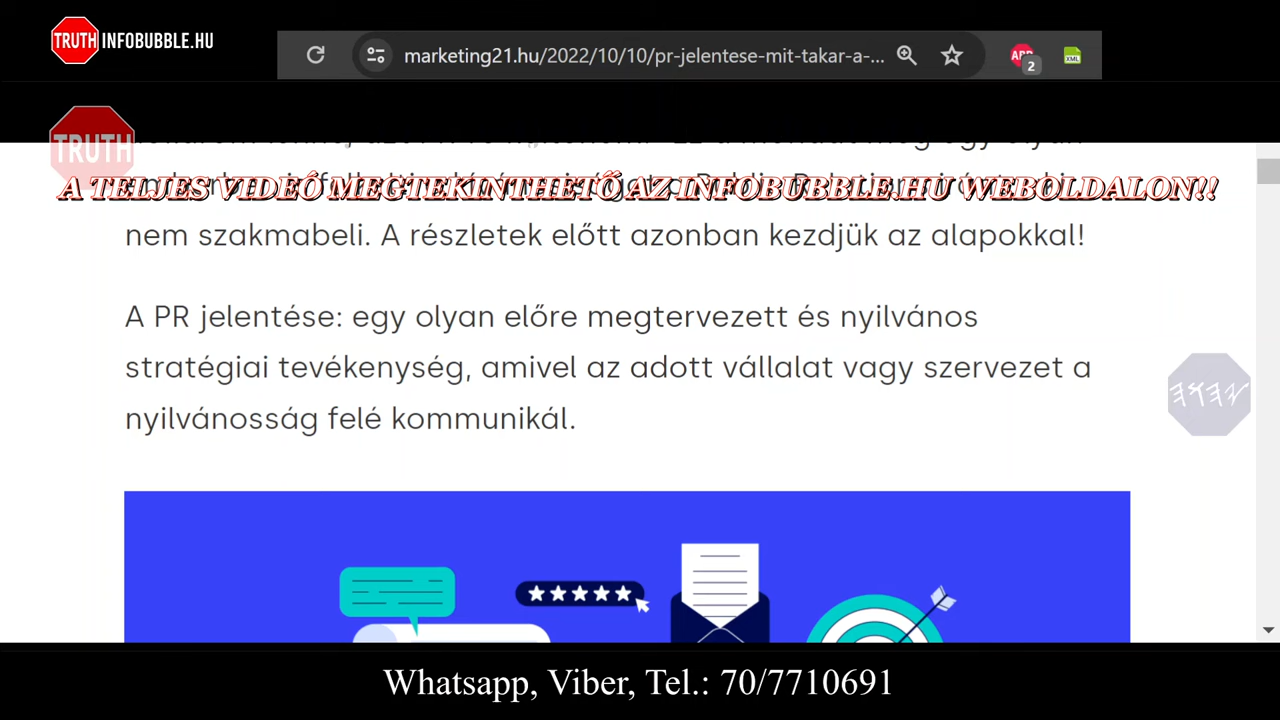 TRUTH INFOBUBBLE.HU
marketing21.hu/2022/10/10/pr-jelentese-mit-takar-a-...
2
XML
TRUTH
A TELJES VIDEÓ MEGTEKINTHETŐ AZ INFOBUBBLE.HU WEBOLDALON!!
nem szakmabeli. A részletek előtt azonban kezdjük az alapokkal!
A PR jelentése: egy olyan előre megtervezett és nyilvános
stratégiai tevékenység, amivel az adott vállalat vagy szervezet a
nyilvánosság felé kommunikál.
Whatsapp, Viber, Tel.: 70/7710691